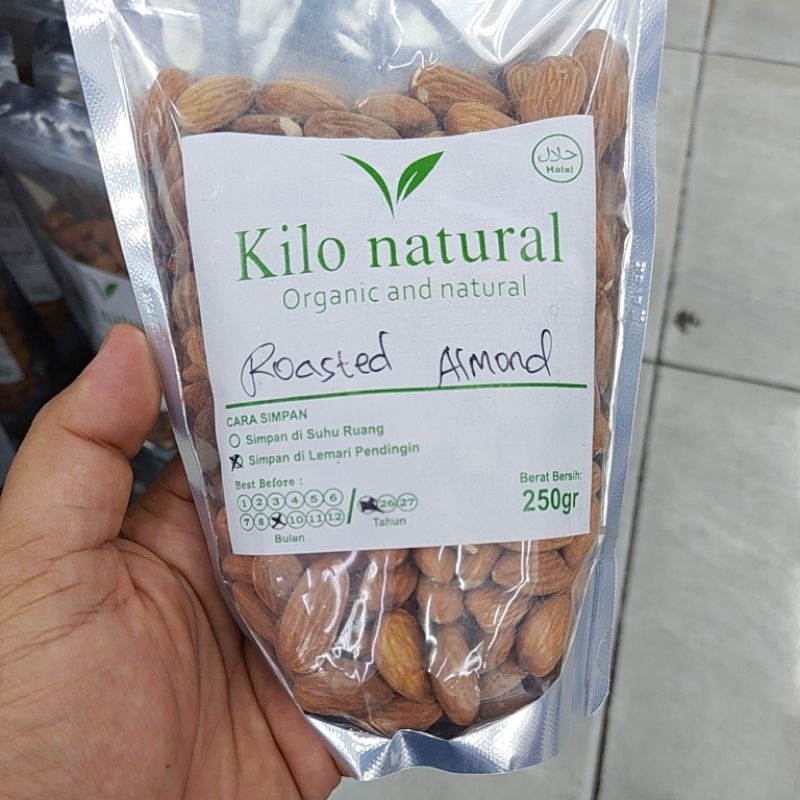 حلال
Halal
Kilo natural
Organic and natural
Roasted Almond
CARA SIMPAN
Simpan di Suhu Ruang
Simpan di Lemari Pendingin
Best Before :
1 2 3 4 5 6
7 8 10 11 12 / 26 27
Bulan Tahun
Berat Bersih:
250gr